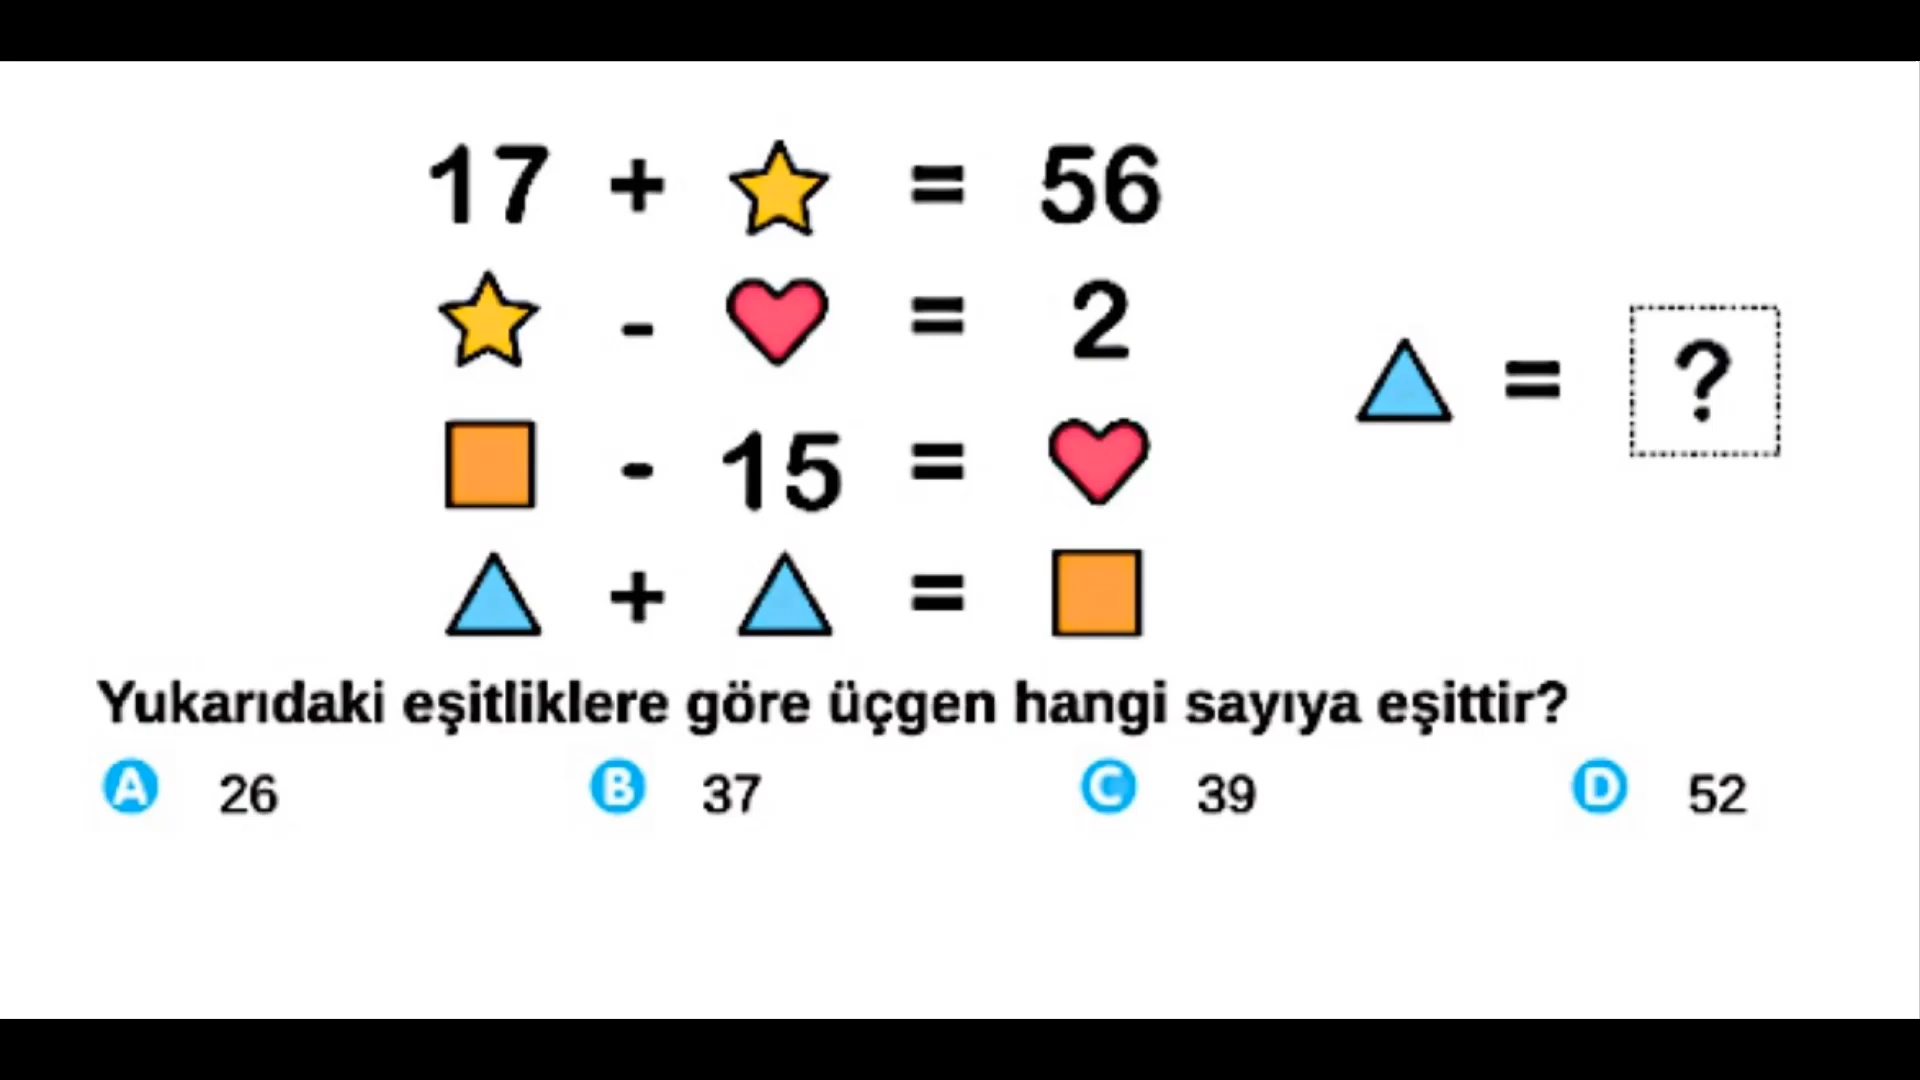 17 + = 56
- = 2
- 15 =
+ =
= ?
Yukarıdaki eşitliklere göre üçgen hangi sayıya eşittir?
A 26 B 37 C 39 D 52